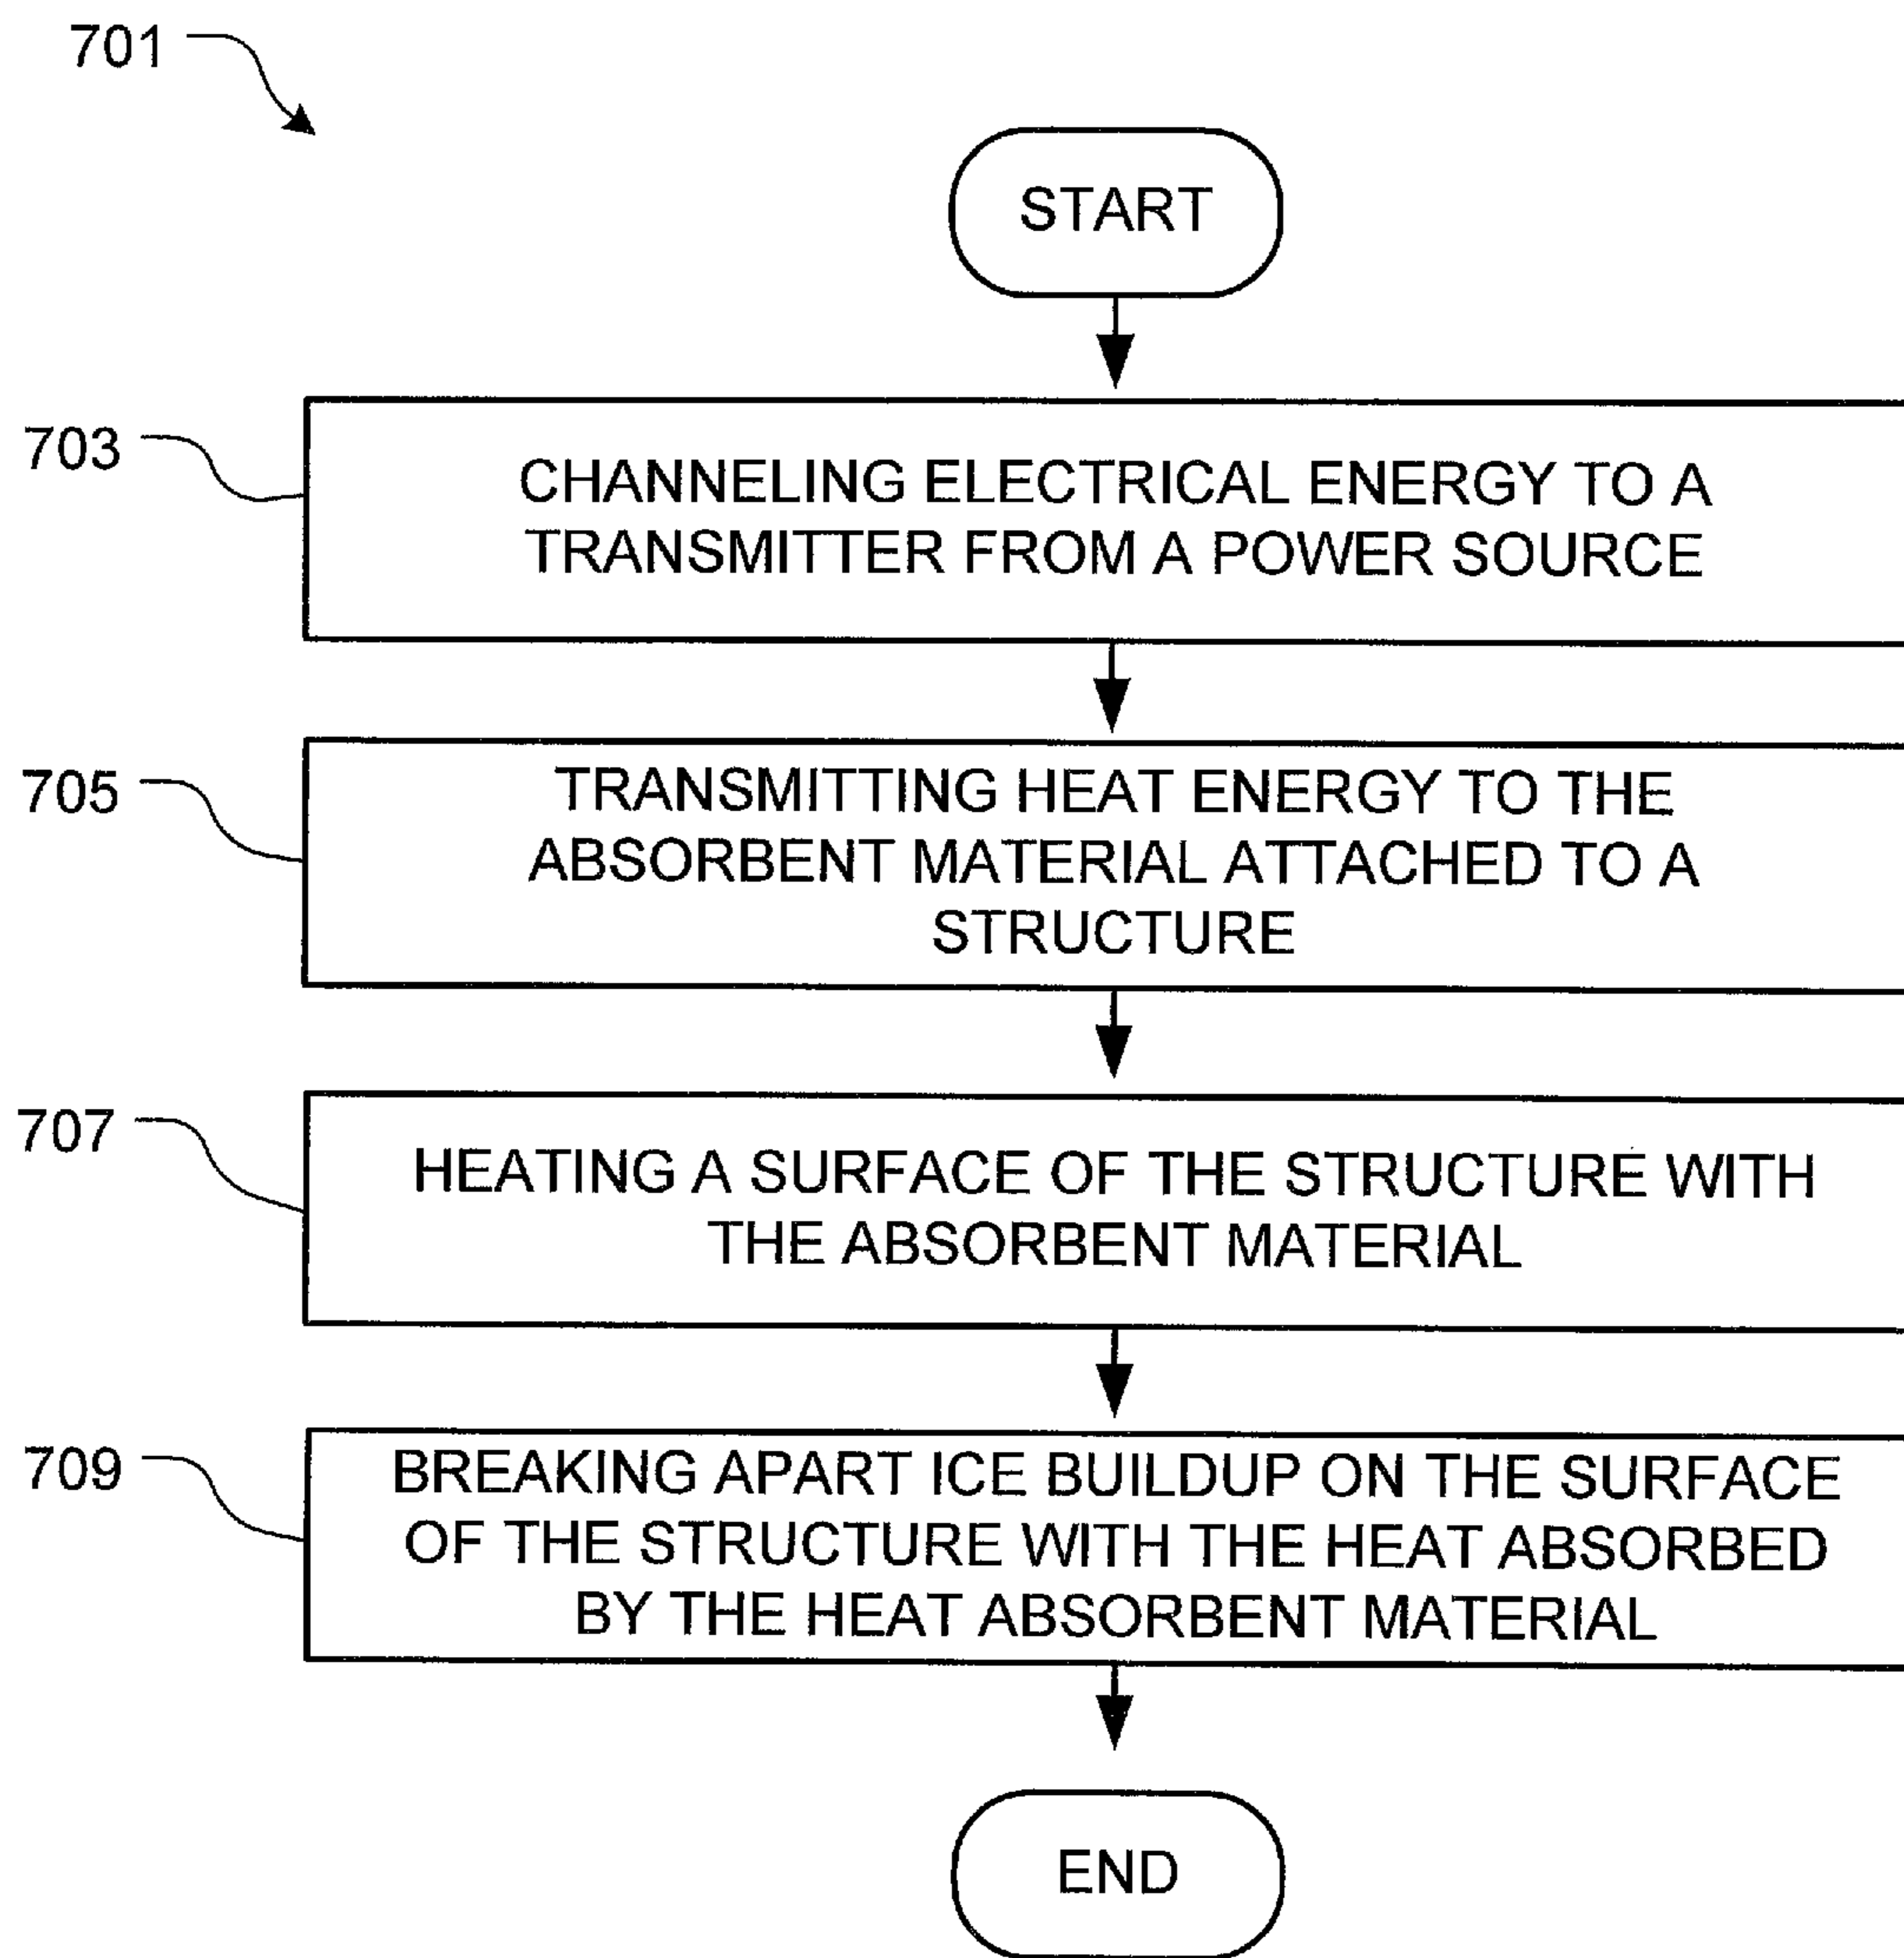 701
START
703
CHANNELING ELECTRICAL ENERGY TO A
TRANSMITTER FROM A POWER SOURCE
705
TRANSMITTING HEAT ENERGY TO THE
ABSORBENT MATERIAL ATTACHED TO A
STRUCTURE
707
HEATING A SURFACE OF THE STRUCTURE WITH
THE ABSORBENT MATERIAL
709
BREAKING APART ICE BUILDUP ON THE SURFACE
OF THE STRUCTURE WITH THE HEAT ABSORBED
BY THE HEAT ABSORBENT MATERIAL
END